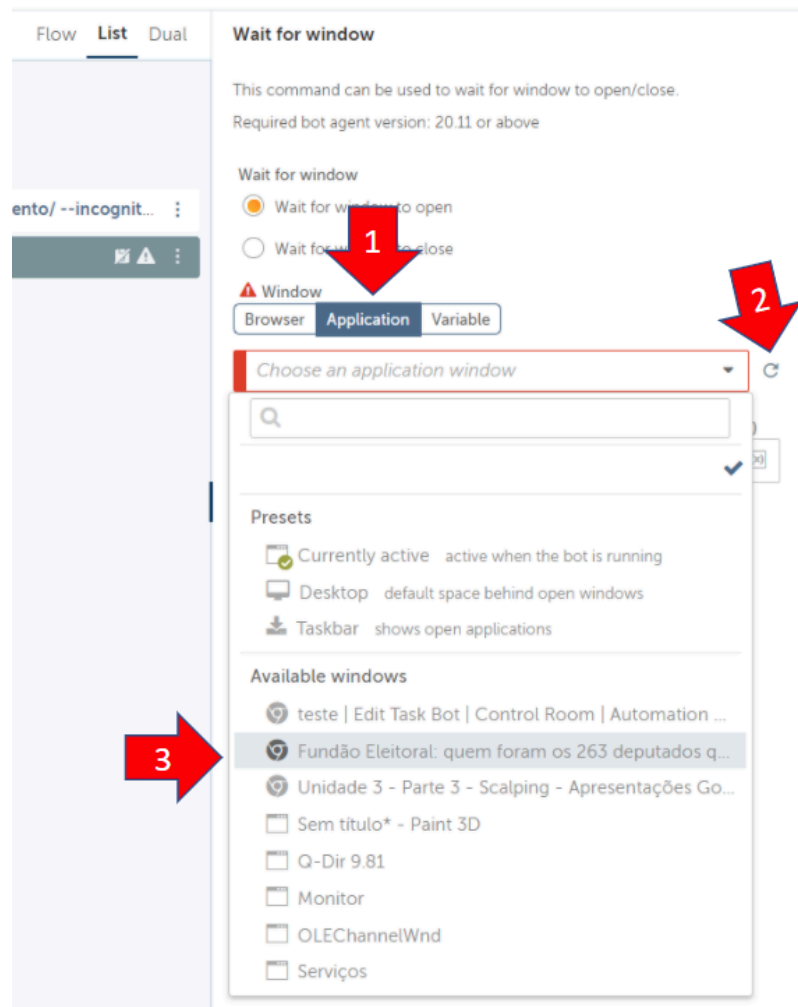 Flow List Dual
Wait for window
This command can be used to wait for window to open/close.
Required bot agent version: 20.11 or above
Wait for window
ento/ --incognit...
Wait for window to open
Wait for to close
1
Window
2
Browser Application Variable
Choose an application window
)
(x)
Presets
Currently active active when the bot is running
Desktop default space behind open windows
Taskbar shows open applications
Available windows
teste | Edit Task Bot | Control Room | Automation ...
3
Fundão Eleitoral: quem foram os 263 deputados q...
Unidade 3 - Parte 3 - Scalping - Apresentações Go...
Sem título* - Paint 3D
Q-Dir 9.81
Monitor
OLEChannelWnd
Serviços